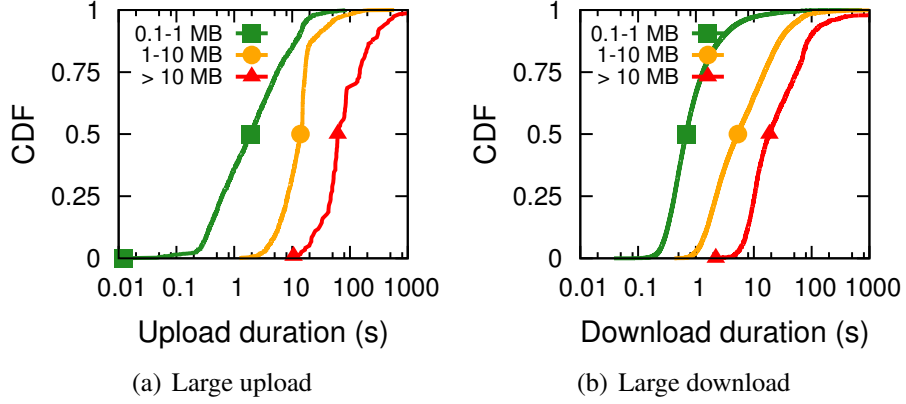 CDF
1
0.75
0.5
0.25
0
0.1-1 MB
1-10 MB
> 10 MB
0.01 0.1 1 10 100 1000
Upload duration (s)
(a) Large upload
CDF
1
0.75
0.5
0.25
0
0.1-1 MB
1-10 MB
> 10 MB
0.01 0.1 1 10 100 1000
Download duration (s)
(b) Large download